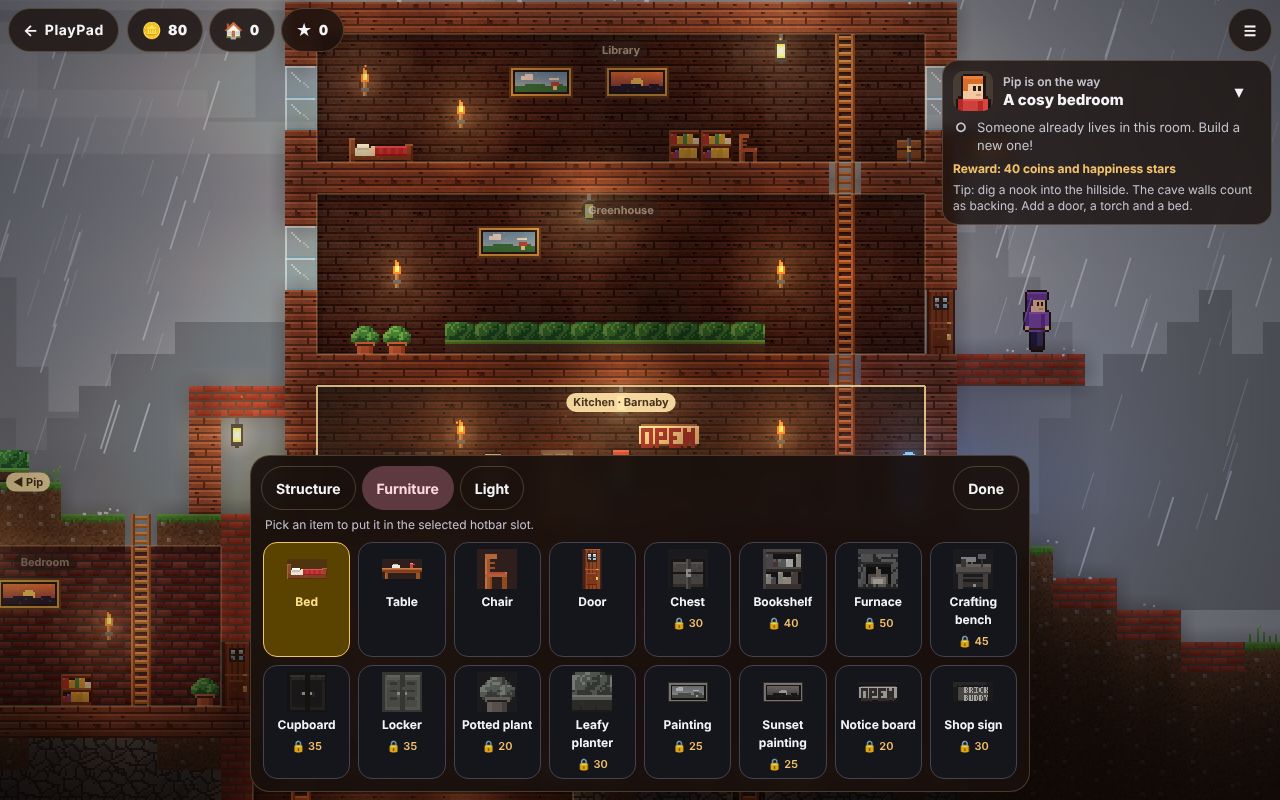 ← PlayPad
80
0
★ 0
Library
Pip is on the way
A cosy bedroom
Someone already lives in this room. Build a
new one!
Reward: 40 coins and happiness stars
Tip: dig a nook into the hillside. The cave walls count
as backing. Add a door, a torch and a bed.
Greenhouse
Kitchen · Barnaby
OPEN
◀ Pip
Bedroom
Structure
Furniture
Light
Done
Pick an item to put it in the selected hotbar slot.
Bed
Table
Chair
Door
Chest
30
Bookshelf
40
Furnace
50
Crafting
bench
45
Cupboard
35
Locker
35
Potted plant
20
Leafy
planter
30
Painting
25
Sunset
painting
25
OPEN
Notice board
20
BRICK
BUDDY
Shop sign
30